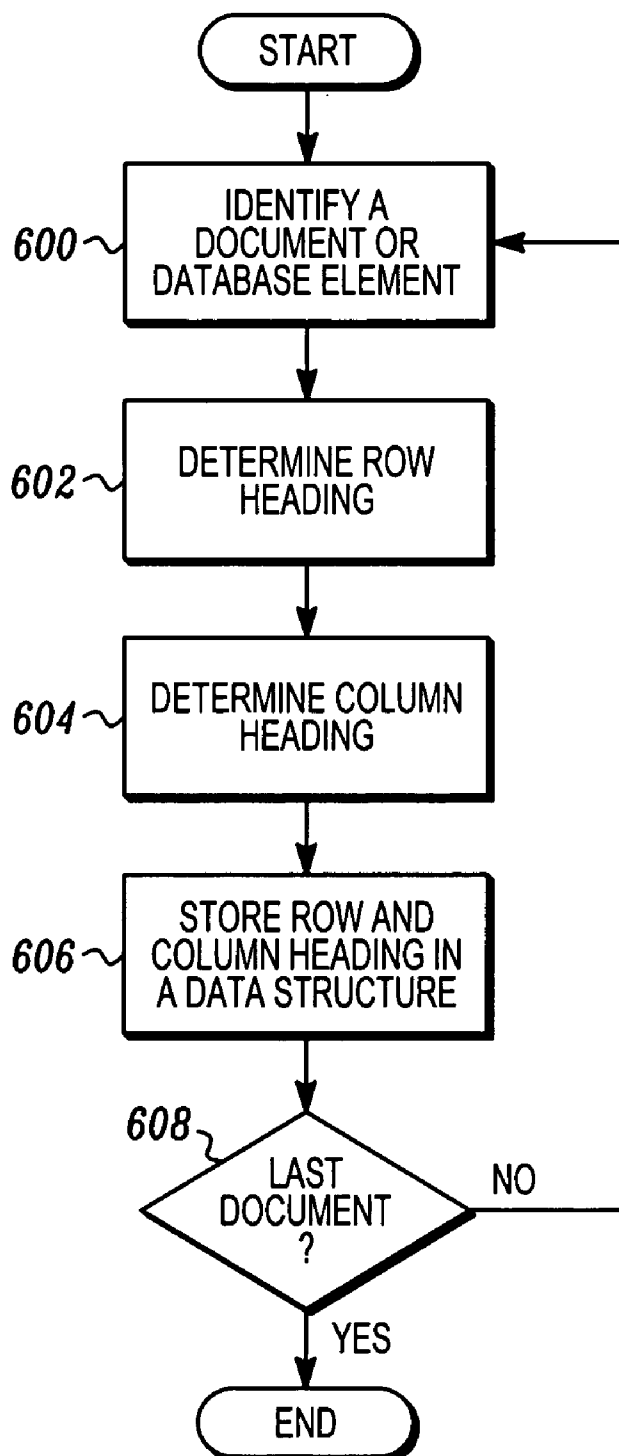 START
600
IDENTIFY A
DOCUMENT OR
DATABASE ELEMENT
602
DETERMINE ROW
HEADING
604
DETERMINE COLUMN
HEADING
606
STORE ROW AND
COLUMN HEADING IN
A DATA STRUCTURE
608
LAST
DOCUMENT
?
NO
YES
END